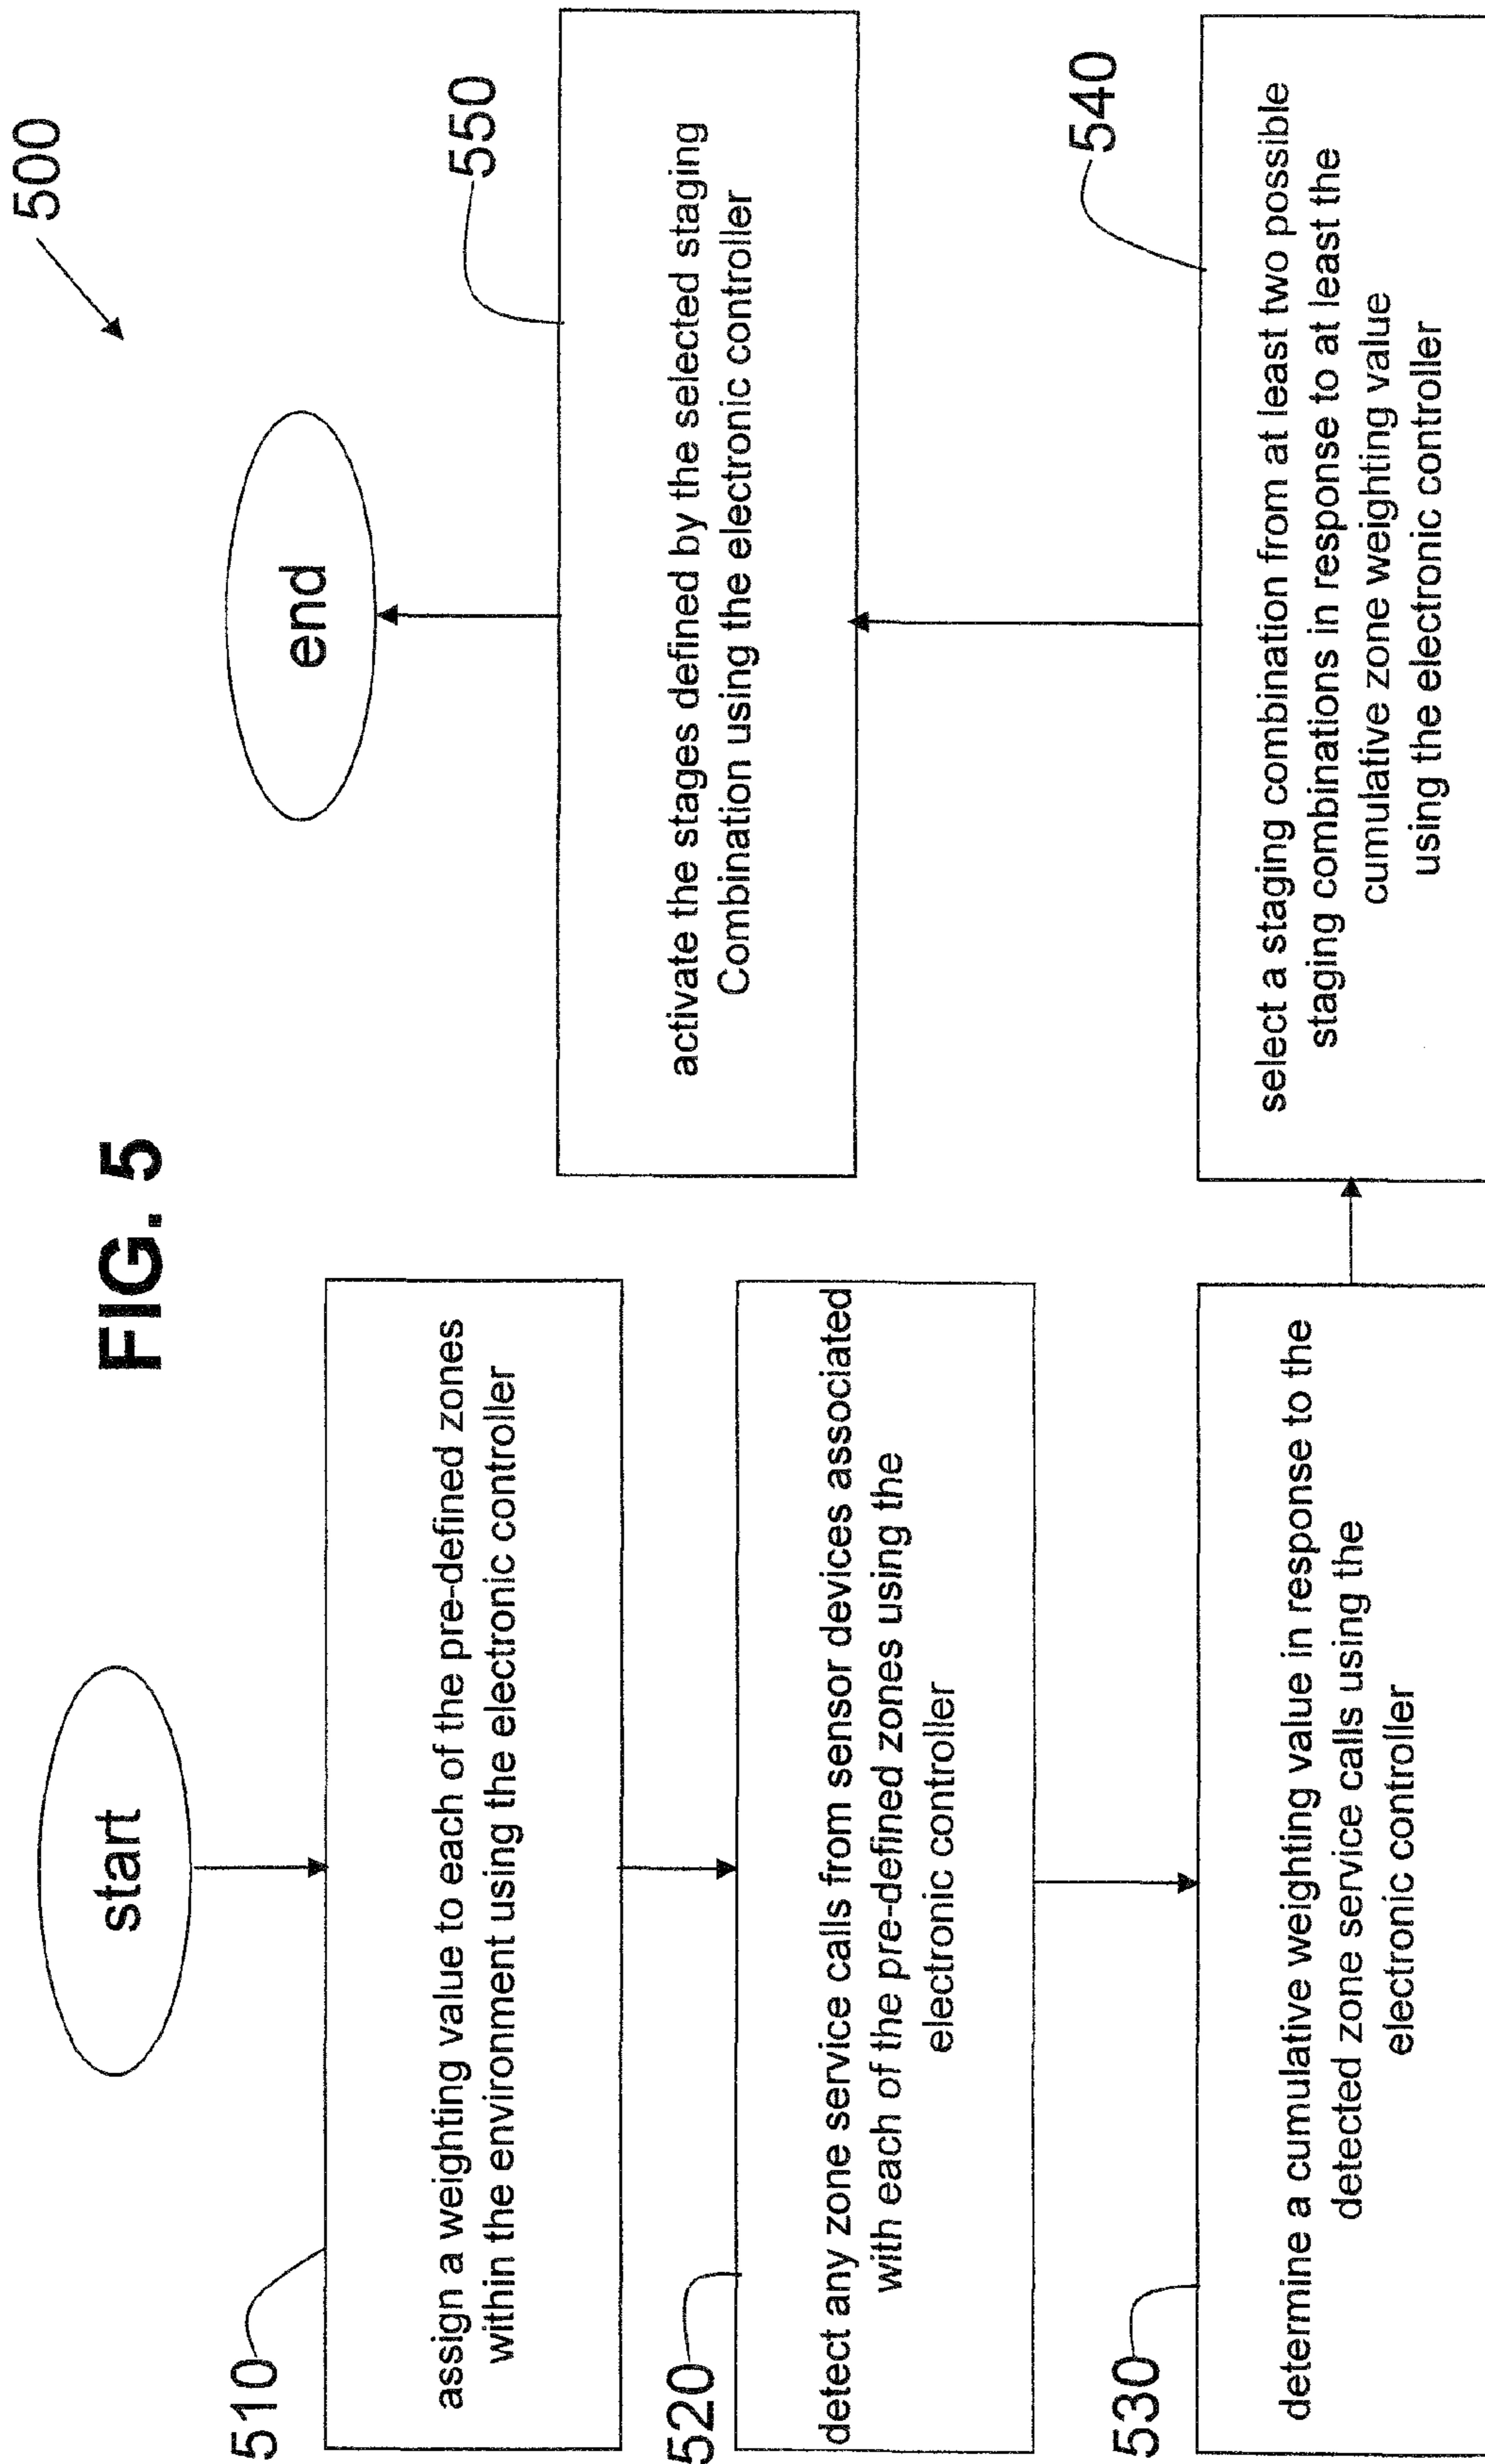 FIG. 5
500
start
510
assign a weighting value to each of the pre-defined zones
within the environment using the electronic controller
520
detect any zone service calls from sensor devices associated
with each of the pre-defined zones using the
electronic controller
530
determine a cumulative weighting value in response to the
detected zone service calls using the
electronic controller
540
select a staging combination from at least two possible
staging combinations in response to at least the
cumulative zone weighting value
using the electronic controller
550
activate the stages defined by the selected staging
Combination using the electronic controller
end